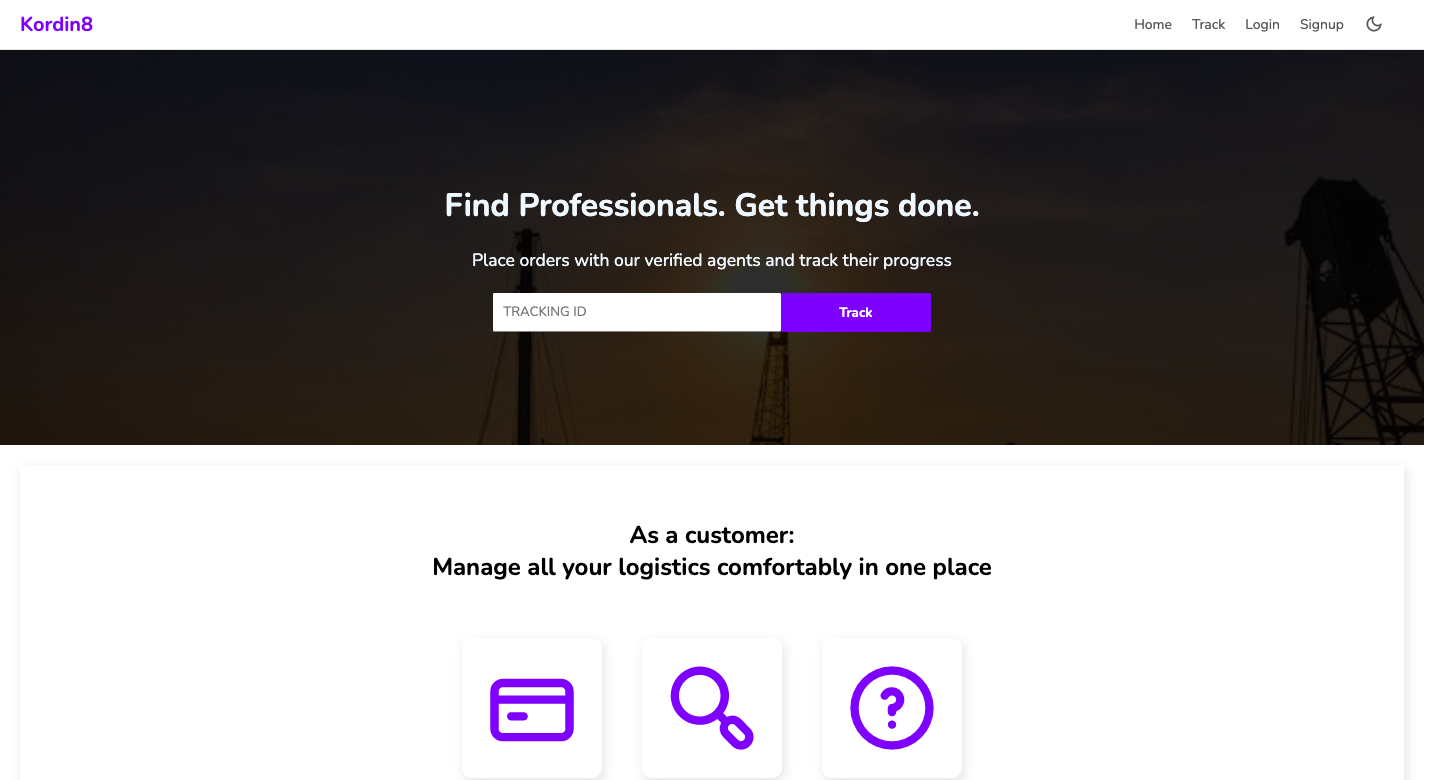 Kordin8
Home Track Login Signup
Find Professionals. Get things done.
Place orders with our verified agents and track their progress
TRACKING ID
Track
As a customer:
Manage all your logistics comfortably in one place